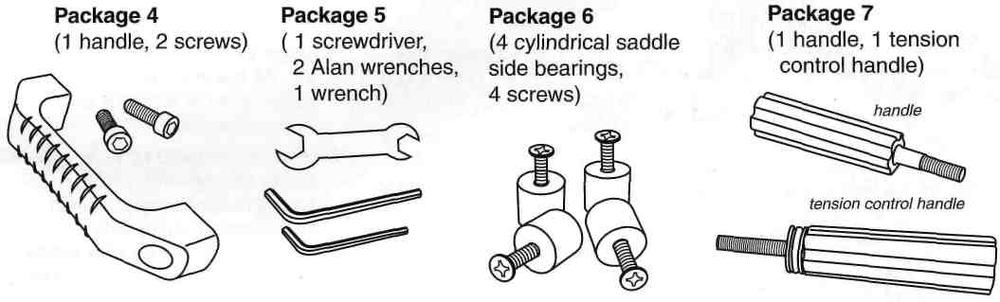 Package 4
(1 handle, 2 screws)
Package 5
( 1 screwdriver,
2 Alan wrenches,
1 wrench)
Package 6
(4 cylindrical saddle
side bearings,
4 screws)
Package 7
(1 handle, 1 tension
control handle)
handle
tension control handle